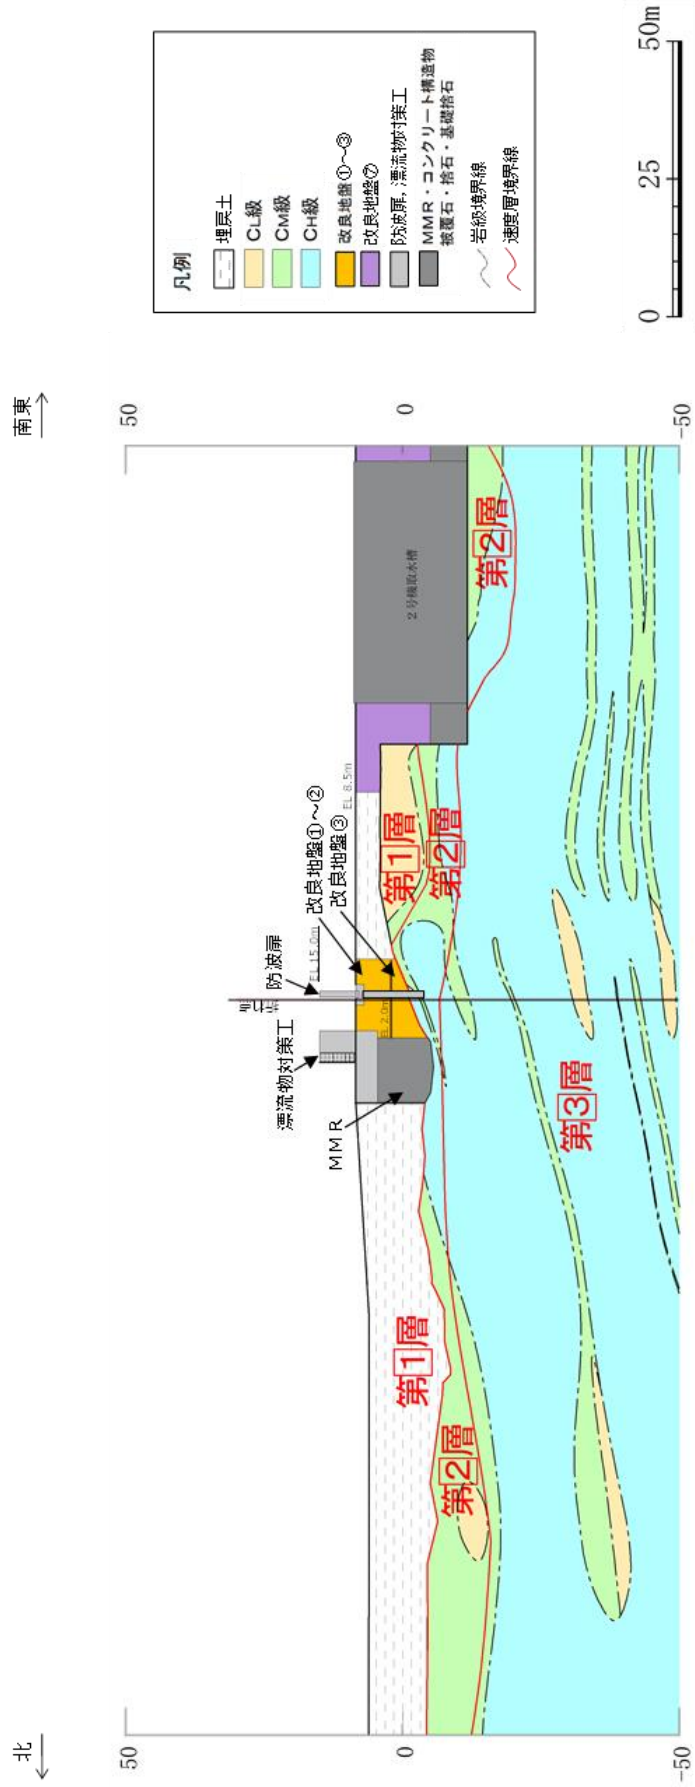 北
南東
50
0
-50
50
0
-50
漂流物対策工
防波扉
EL 15.0m
改良地盤①～②
改良地盤③
EL 8.5m
EL 2.0m
MMR
2号機取水槽
第1層
第2層
第1層
第2層
第2層
第3層
凡例
埋戻土
CL級
CM級
CH級
改良地盤①～③
改良地盤⑦
防波扉，漂流物対策工
MMR・コンクリート構造物
被覆石・捨石・基礎捨石
岩級境界線
速度層境界線
0
25
50m